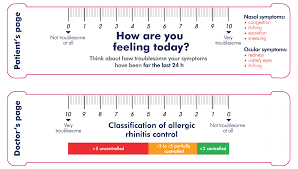 Patient's page
0 1 2 3 4 5 6 7 8 9 10
Not troublesome
at all
Very
troublesome
How are you
feeling today?
Think about how troublesome your symptoms
have been for the last 24 h
Nasal symptoms:
• congestion
• itching
• secretion
• sneezing
Ocular symptoms:
• redness
• watery eyes
• itching
Doctor's page
10 9 8 7 6 5 4 3 2 1 0
Very
troublesome
Not troublesome
at all
Classification of allergic
rhinitis control
>5 uncontrolled
>2 to ≤5 partially
controlled
≤2 controlled